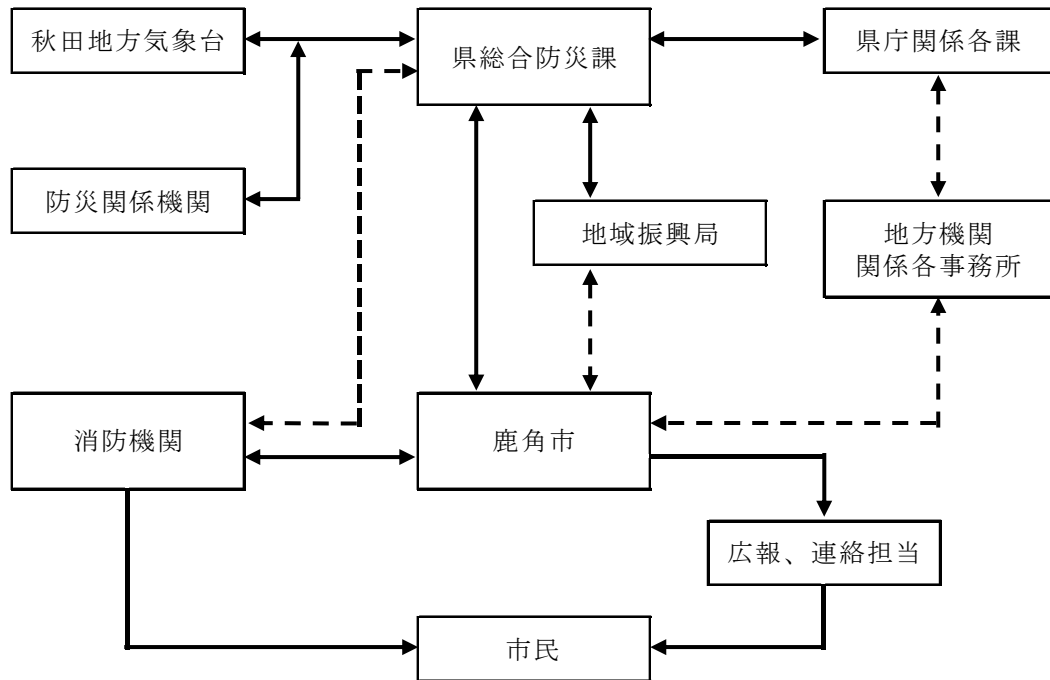 秋田地方気象台
県総合防災課
県庁関係各課
防災関係機関
地域振興局
地方機関
関係各事務所
消防機関
鹿角市
広報、連絡担当
市民